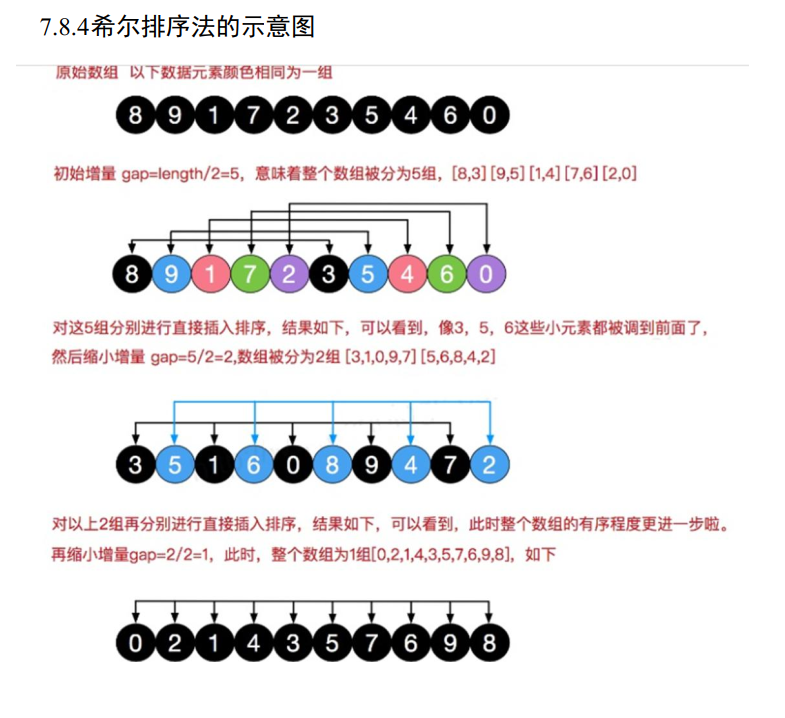 7.8.4希尔排序法的示意图
原始数组 以下数据元素颜色相同为一组
8 9 1 7 2 3 5 4 6 0
初始增量 gap=length/2=5，意味着整个数组被分为5组，[8,3] [9,5] [1,4] [7,6] [2,0]
8 9 1 7 2 3 5 4 6 0
对这5组分别进行直接插入排序，结果如下，可以看到，像3，5，6这些小元素都被调到前面了，
然后缩小增量 gap=5/2=2,数组被分为2组 [3,1,0,9,7] [5,6,8,4,2]
3 5 1 6 0 8 9 4 7 2
对以上2组再分别进行直接插入排序，结果如下，可以看到，此时整个数组的有序程度更进一步啦。
再缩小增量gap=2/2=1，此时，整个数组为1组[0,2,1,4,3,5,7,6,9,8]，如下
0 2 1 4 3 5 7 6 9 8